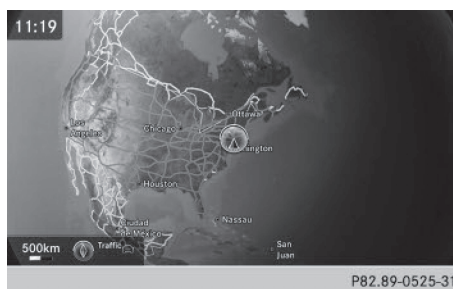 11:19
Ottawa
Los
Angeles
Chicago
Houston
Ciudad
de México
Nassau
San
Juan
500km
Traffic
P82.89-0525-31